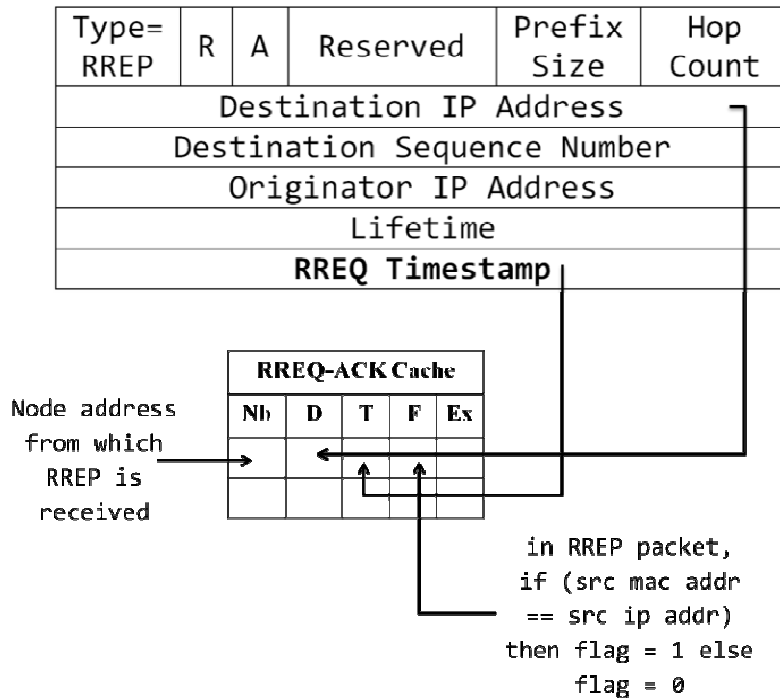 Type= RREP
R
A
Reserved
Prefix Size
Hop Count
Destination IP Address
Destination Sequence Number
Originator IP Address
Lifetime
RREQ Timestamp
RREQ-ACK Cache
Nb D T F Ex
Node address
from which
RREP is
received
in RREP packet,
if (src mac addr
== src ip addr)
then flag = 1 else
flag = 0